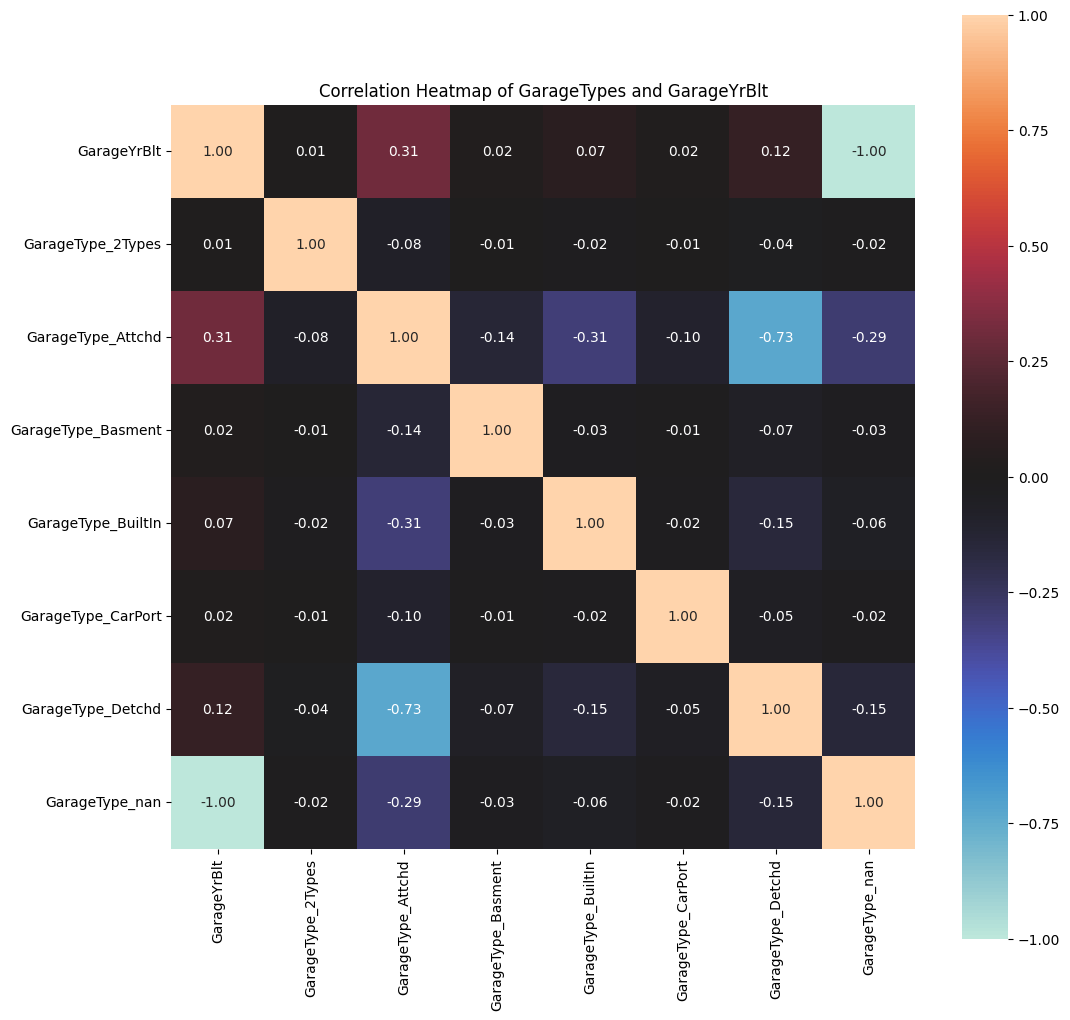 Correlation Heatmap of GarageTypes and GarageYrBlt
GarageYrBlt 1.00 0.01 0.31 0.02 0.07 0.02 0.12 -1.00
GarageType_2Types 0.01 1.00 -0.08 -0.01 -0.02 -0.01 -0.04 -0.02
GarageType_Attchd 0.31 -0.08 1.00 -0.14 -0.31 -0.10 -0.73 -0.29
GarageType_Basment 0.02 -0.01 -0.14 1.00 -0.03 -0.01 -0.07 -0.03
GarageType_BuiltIn 0.07 -0.02 -0.31 -0.03 1.00 -0.02 -0.15 -0.06
GarageType_CarPort 0.02 -0.01 -0.10 -0.01 -0.02 1.00 -0.05 -0.02
GarageType_Detchd 0.12 -0.04 -0.73 -0.07 -0.15 -0.05 1.00 -0.15
GarageType_nan -1.00 -0.02 -0.29 -0.03 -0.06 -0.02 -0.15 1.00
GarageYrBlt
GarageType_2Types
GarageType_Attchd
GarageType_Basment
GarageType_BuiltIn
GarageType_CarPort
GarageType_Detchd
GarageType_nan
1.00
0.75
0.50
0.25
0.00
−0.25
−0.50
−0.75
−1.00